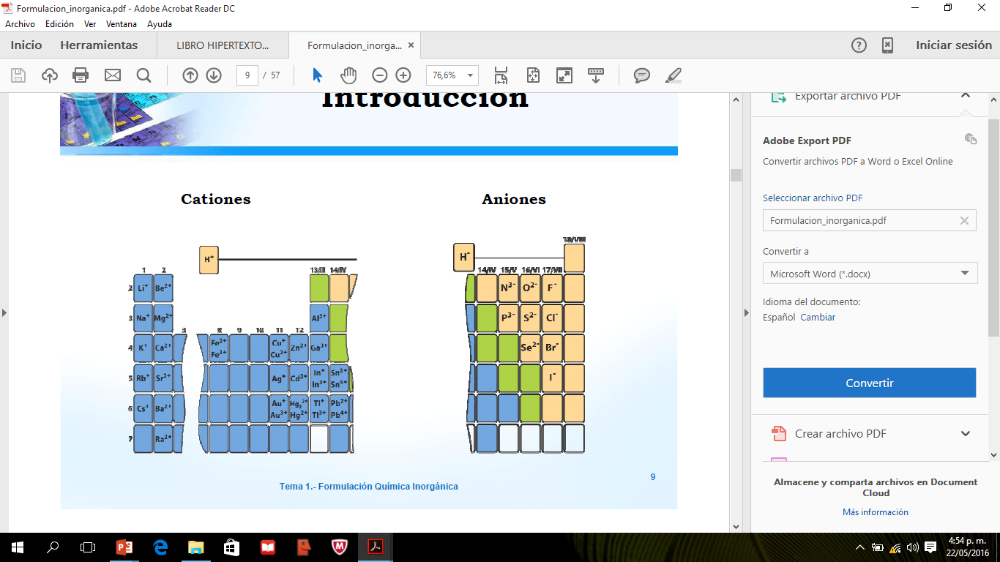 Formulacion_inorganica.pdf - Adobe Acrobat Reader DC
Archivo Edición Ver Ventana Ayuda
Inicio Herramientas LIBRO HIPERTEXTO... Formulacion_inorga... × Iniciar sesión
9 / 57 76,6%
Introducción
Cationes
H⁺
13/III 14/IV
1 2
2 Li⁺ Be²⁺
3 Na⁺ Mg²⁺ Al³⁺
3 8 9 10 11 12
4 K⁺ Ca²⁺ Fe²⁺ Fe³⁺ Cu⁺ Cu²⁺ Zn²⁺ Ga³⁺
5 Rb⁺ Sr²⁺ Ag⁺ Cd²⁺ In⁺ In³⁺ Sn²⁺ Sn⁴⁺
6 Cs⁺ Ba²⁺ Au⁺ Au³⁺ Hg₂²⁺ Hg²⁺ Tl⁺ Tl³⁺ Pb²⁺ Pb⁴⁺
7 Ra²⁺
Aniones
18/VIII
H⁻
14/IV 15/V 16/VI 17/VII
N³⁻ O²⁻ F⁻
P³⁻ S²⁻ Cl⁻
Se²⁻ Br⁻
I⁻
9
Tema 1.- Formulación Química Inorgánica
Exportar archivo PDF
Adobe Export PDF
Convertir archivos PDF a Word o Excel Online
Seleccionar archivo PDF
Formulacion_inorganica.pdf
Convertir a
Microsoft Word (*.docx)
Idioma del documento:
Español Cambiar
Convertir
Crear archivo PDF
Almacene y comparta archivos en Document
Cloud
Más información
4:54 p. m.
22/05/2016